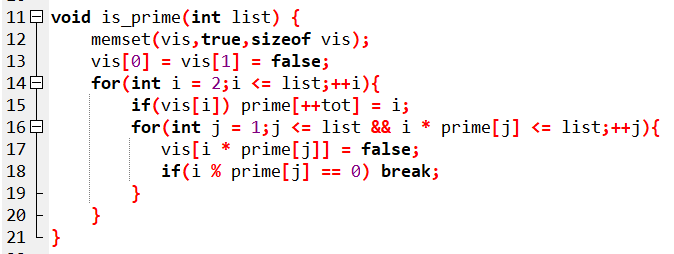 11 void is_prime(int list) {
12 memset(vis,true,sizeof vis);
13 vis[0] = vis[1] = false;
14 for(int i = 2;i <= list;++i){
15 if(vis[i]) prime[++tot] = i;
16 for(int j = 1;j <= list && i * prime[j] <= list;++j){
17 vis[i * prime[j]] = false;
18 if(i % prime[j] == 0) break;
19 }
20 }
21 }